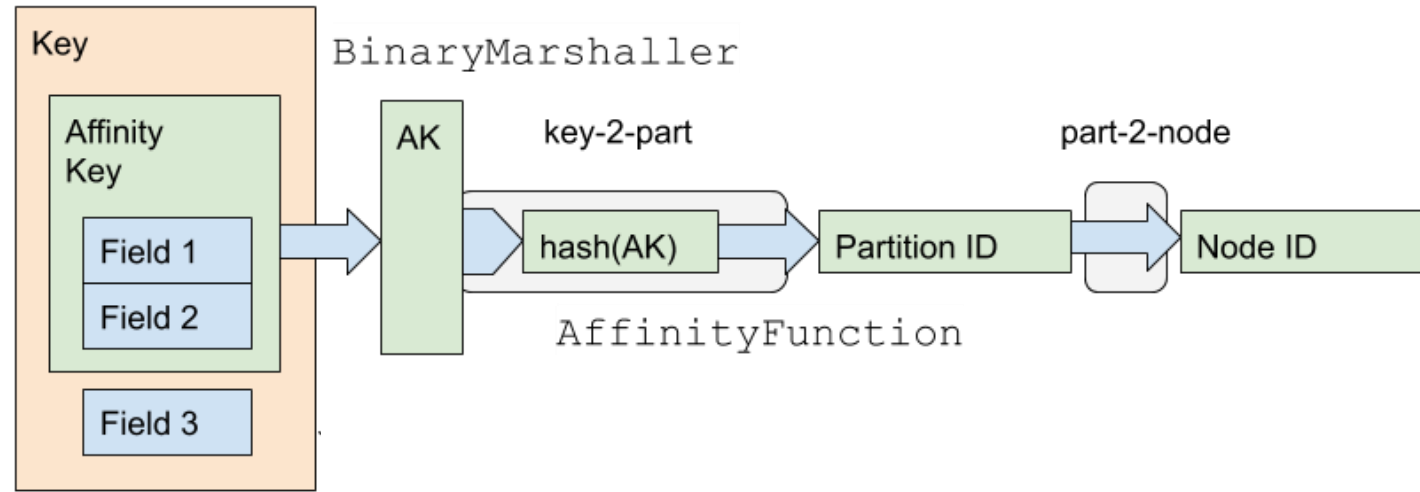 Key
BinaryMarshaller
Affinity
Key
AK
key-2-part
part-2-node
Field 1
hash(AK)
Partition ID
Node ID
Field 2
AffinityFunction
Field 3